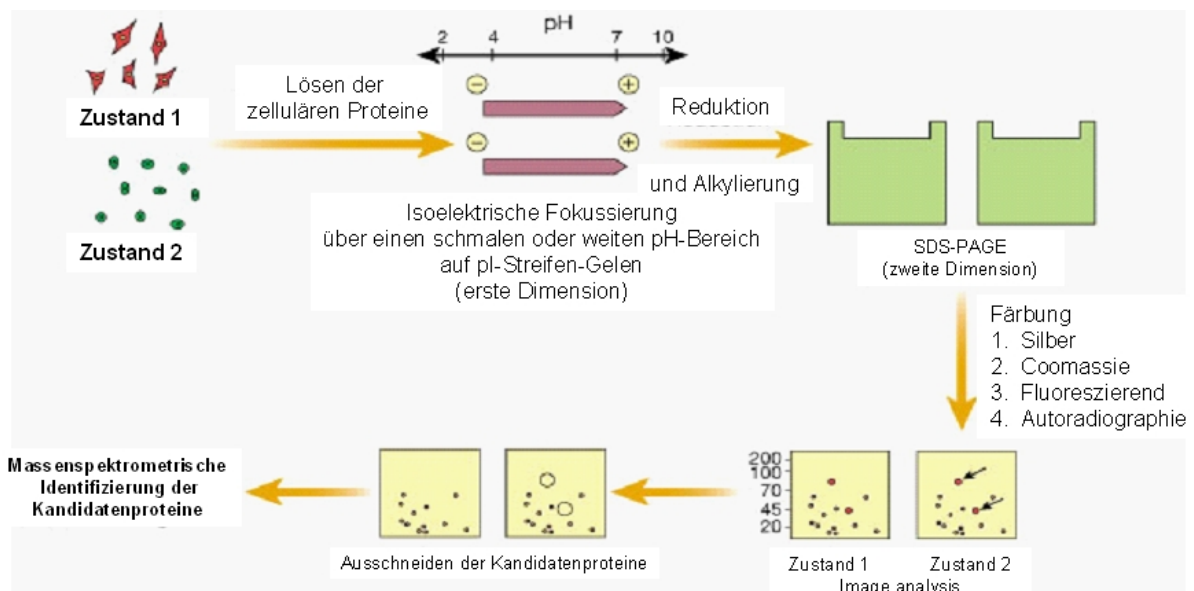 Zustand 1
Zustand 2
Lösen der
zellulären Proteine
pH
2 4 7 10
− +
− +
Isoelektrische Fokussierung
über einen schmalen oder weiten pH-Bereich
auf pI-Streifen-Gelen
(erste Dimension)
Reduktion
und Alkylierung
SDS-PAGE
(zweite Dimension)
Färbung
1. Silber
2. Coomassie
3. Fluoreszierend
4. Autoradiographie
200
100
70
45
20
Zustand 1 Zustand 2
Image analysis
Ausschneiden der Kandidatenproteine
Massenspektrometrische
Identifizierung der
Kandidatenproteine